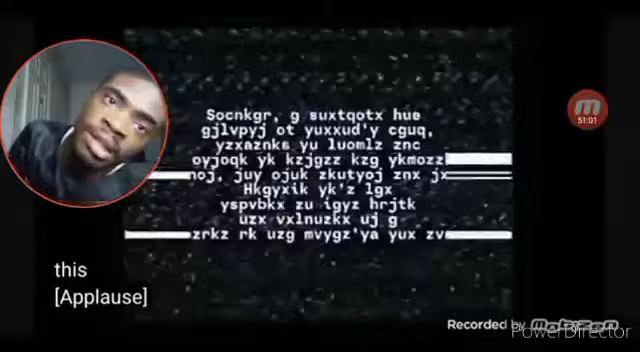 Socnkgr, g suxtqotx hue
gjlvpyj ot yuxxud'y cguq,
yzxaznks yu luomlz znc
oyjoqk yk kzjgzz kzg ykmozz
noj, juy ojuk zkutyoj znx jx
Hkgyxik yk'z lgx
yspvbkx zu igyz hrjtk
uzx vxlnuzkx uj g
zrkz rk uzg mvygz'ya yux zv
51:01
this
[Applause]
Recorded by Mobizen
PowerDirector